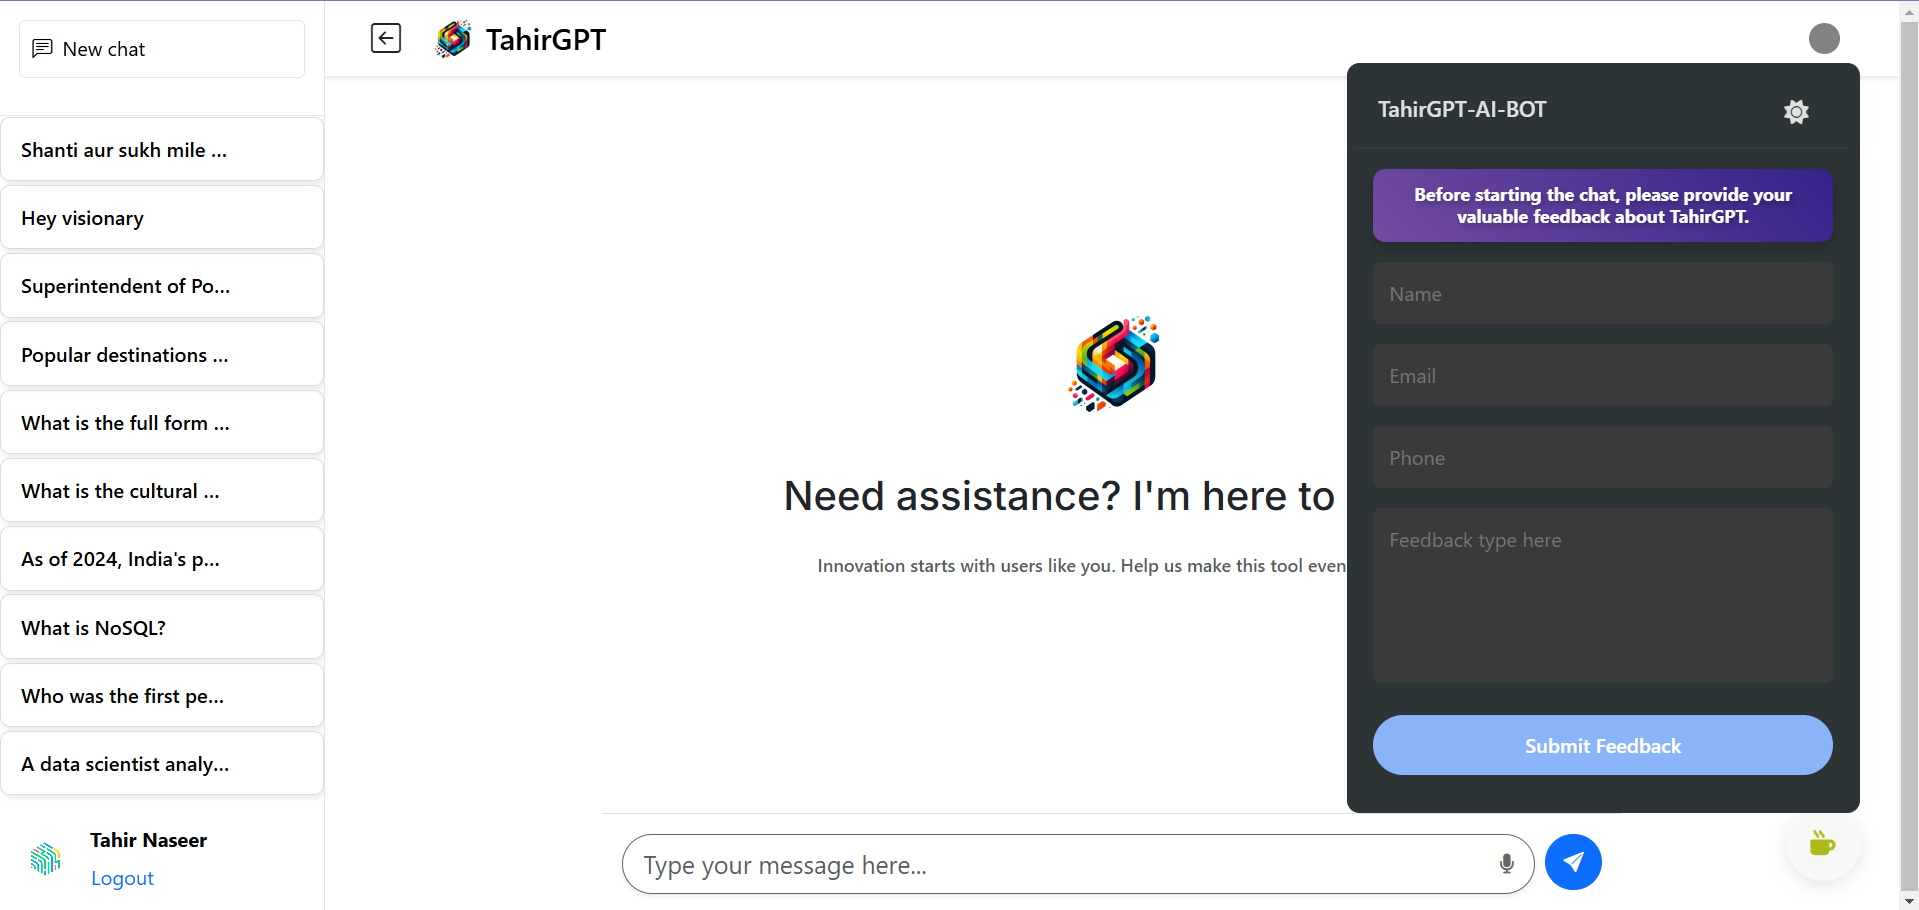 New chat
Shanti aur sukh mile ...
Hey visionary
Superintendent of Po...
Popular destinations ...
What is the full form ...
What is the cultural ...
As of 2024, India's p...
What is NoSQL?
Who was the first pe...
A data scientist analy...
Tahir Naseer
Logout
TahirGPT
Need assistance? I'm here to
Innovation starts with users like you. Help us make this tool even
Type your message here...
TahirGPT-AI-BOT
Before starting the chat, please provide your
valuable feedback about TahirGPT.
Name
Email
Phone
Feedback type here
Submit Feedback